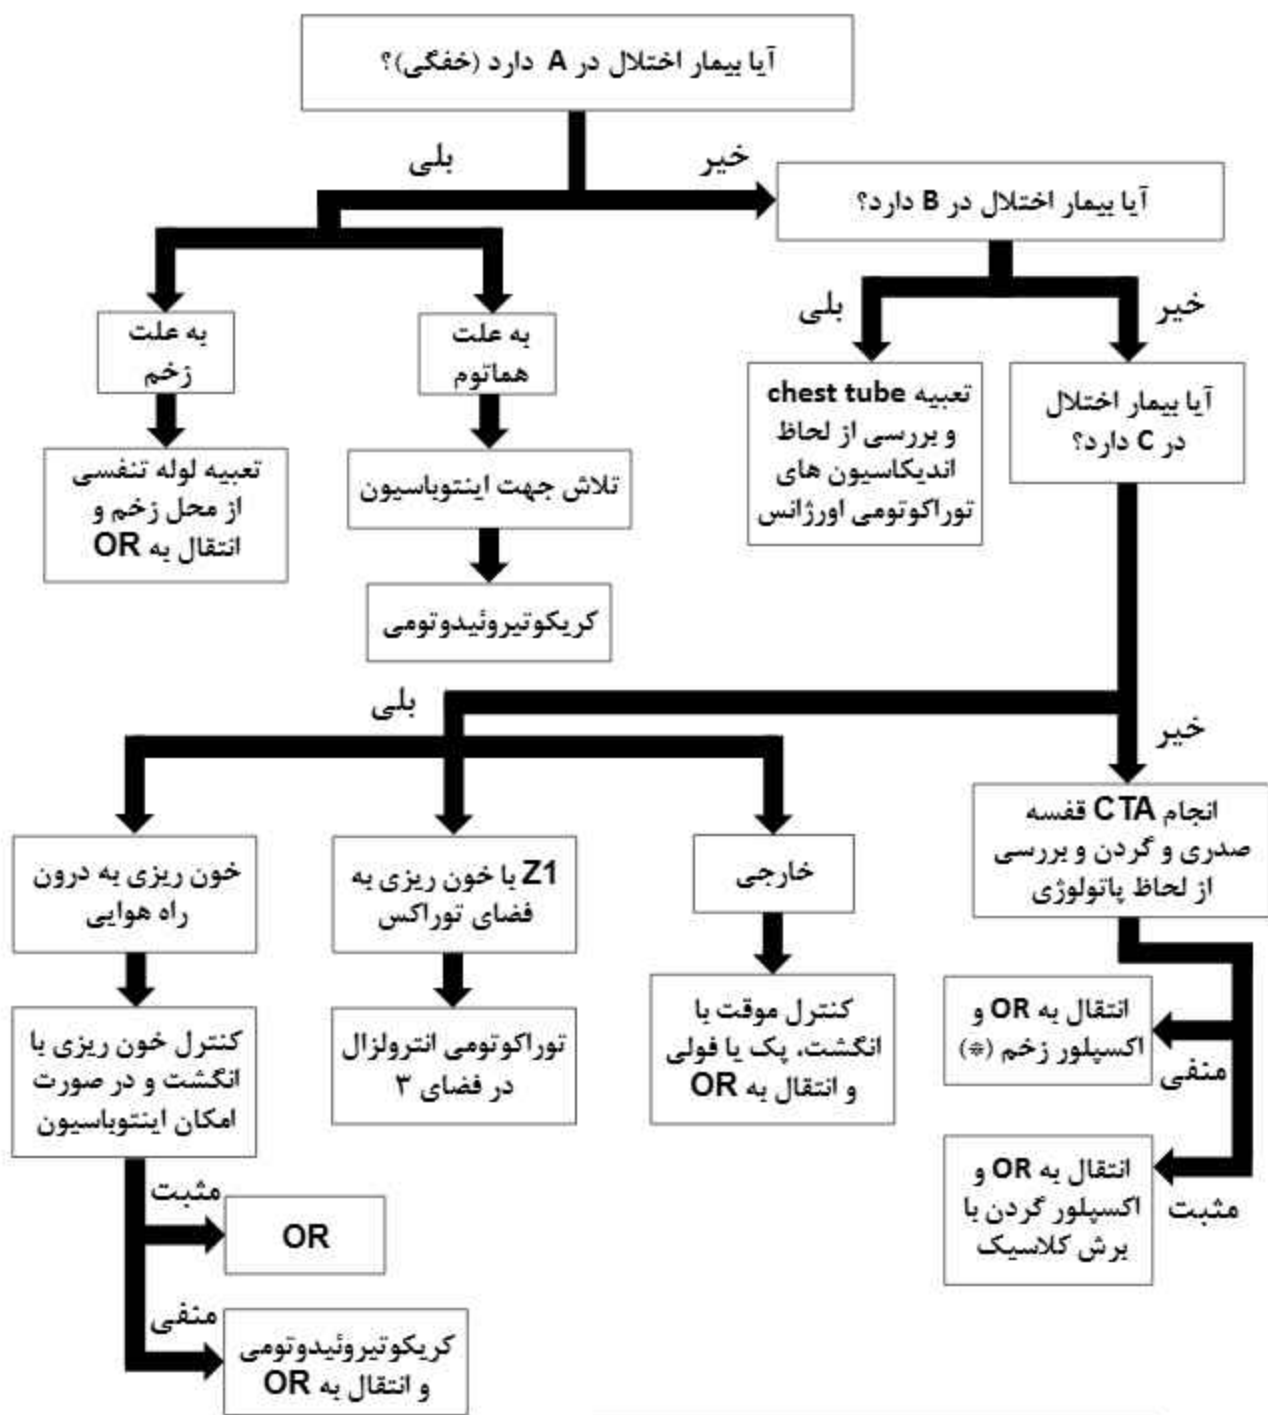 آیا بیمار اختلال در A دارد (خفگی)؟
بلی
خیر
آیا بیمار اختلال در B دارد؟
بلی
خیر
به علت
زخم
به علت
هماتوم
تعبیه chest tube
و بررسی از لحاظ
اندیکاسیون های
توراکوتومی اورژانس
آیا بیمار اختلال
در C دارد؟
تعبیه لوله تنفسی
از محل زخم و
انتقال به OR
تلاش جهت اینتوباسیون
کریکوتیروئیدوتومی
بلی
خیر
خون ریزی به درون
راه هوایی
Z1 با خون ریزی به
فضای توراکس
خارجی
انجام CTA قفسه
صدری و گردن و بررسی
از لحاظ پاتولوژی
کنترل خون ریزی با
انگشت و در صورت
امکان اینتوباسیون
توراکوتومی انترولزال
در فضای ۳
کنترل موقت با
انگشت، پک یا فولی
و انتقال به OR
انتقال به OR و
اکسپلور زخم (*)
منفی
انتقال به OR و
اکسپلور گردن با
برش کلاسیک
مثبت
مثبت
OR
منفی
کریکوتیروئیدوتومی
و انتقال به OR